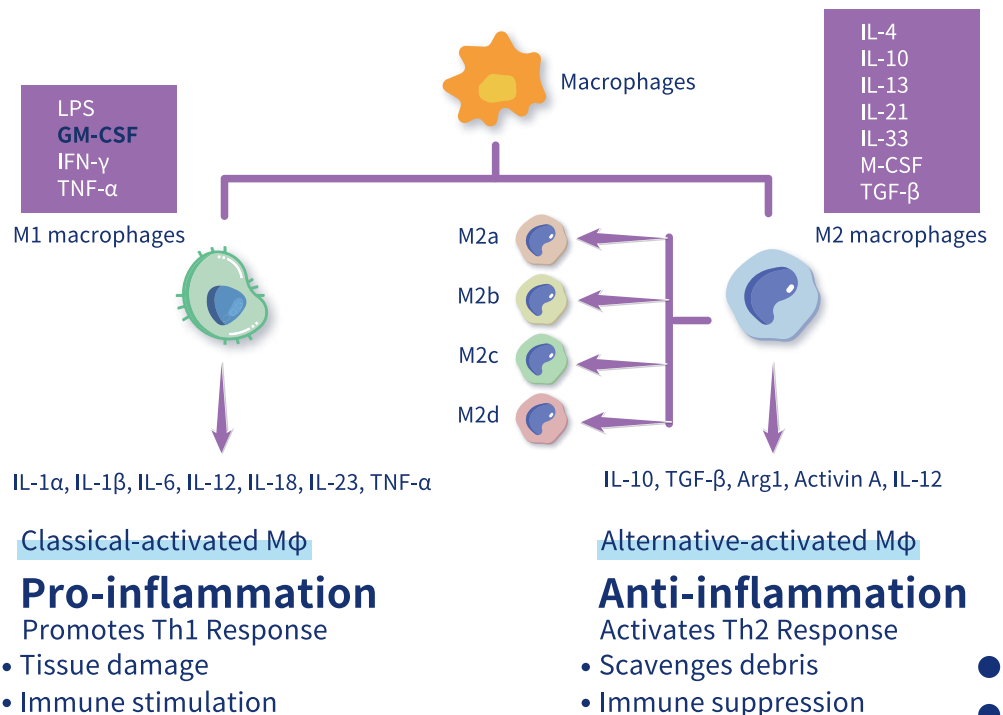 Macrophages
LPS
GM-CSF
IFN-γ
TNF-α
M1 macrophages
IL-4
IL-10
IL-13
IL-21
IL-33
M-CSF
TGF-β
M2 macrophages
M2a
M2b
M2c
M2d
IL-1α, IL-1β, IL-6, IL-12, IL-18, IL-23, TNF-α
Classical-activated Mφ
Pro-inflammation
Promotes Th1 Response
• Tissue damage
• Immune stimulation
IL-10, TGF-β, Arg1, Activin A, IL-12
Alternative-activated Mφ
Anti-inflammation
Activates Th2 Response
• Scavenges debris
• Immune suppression